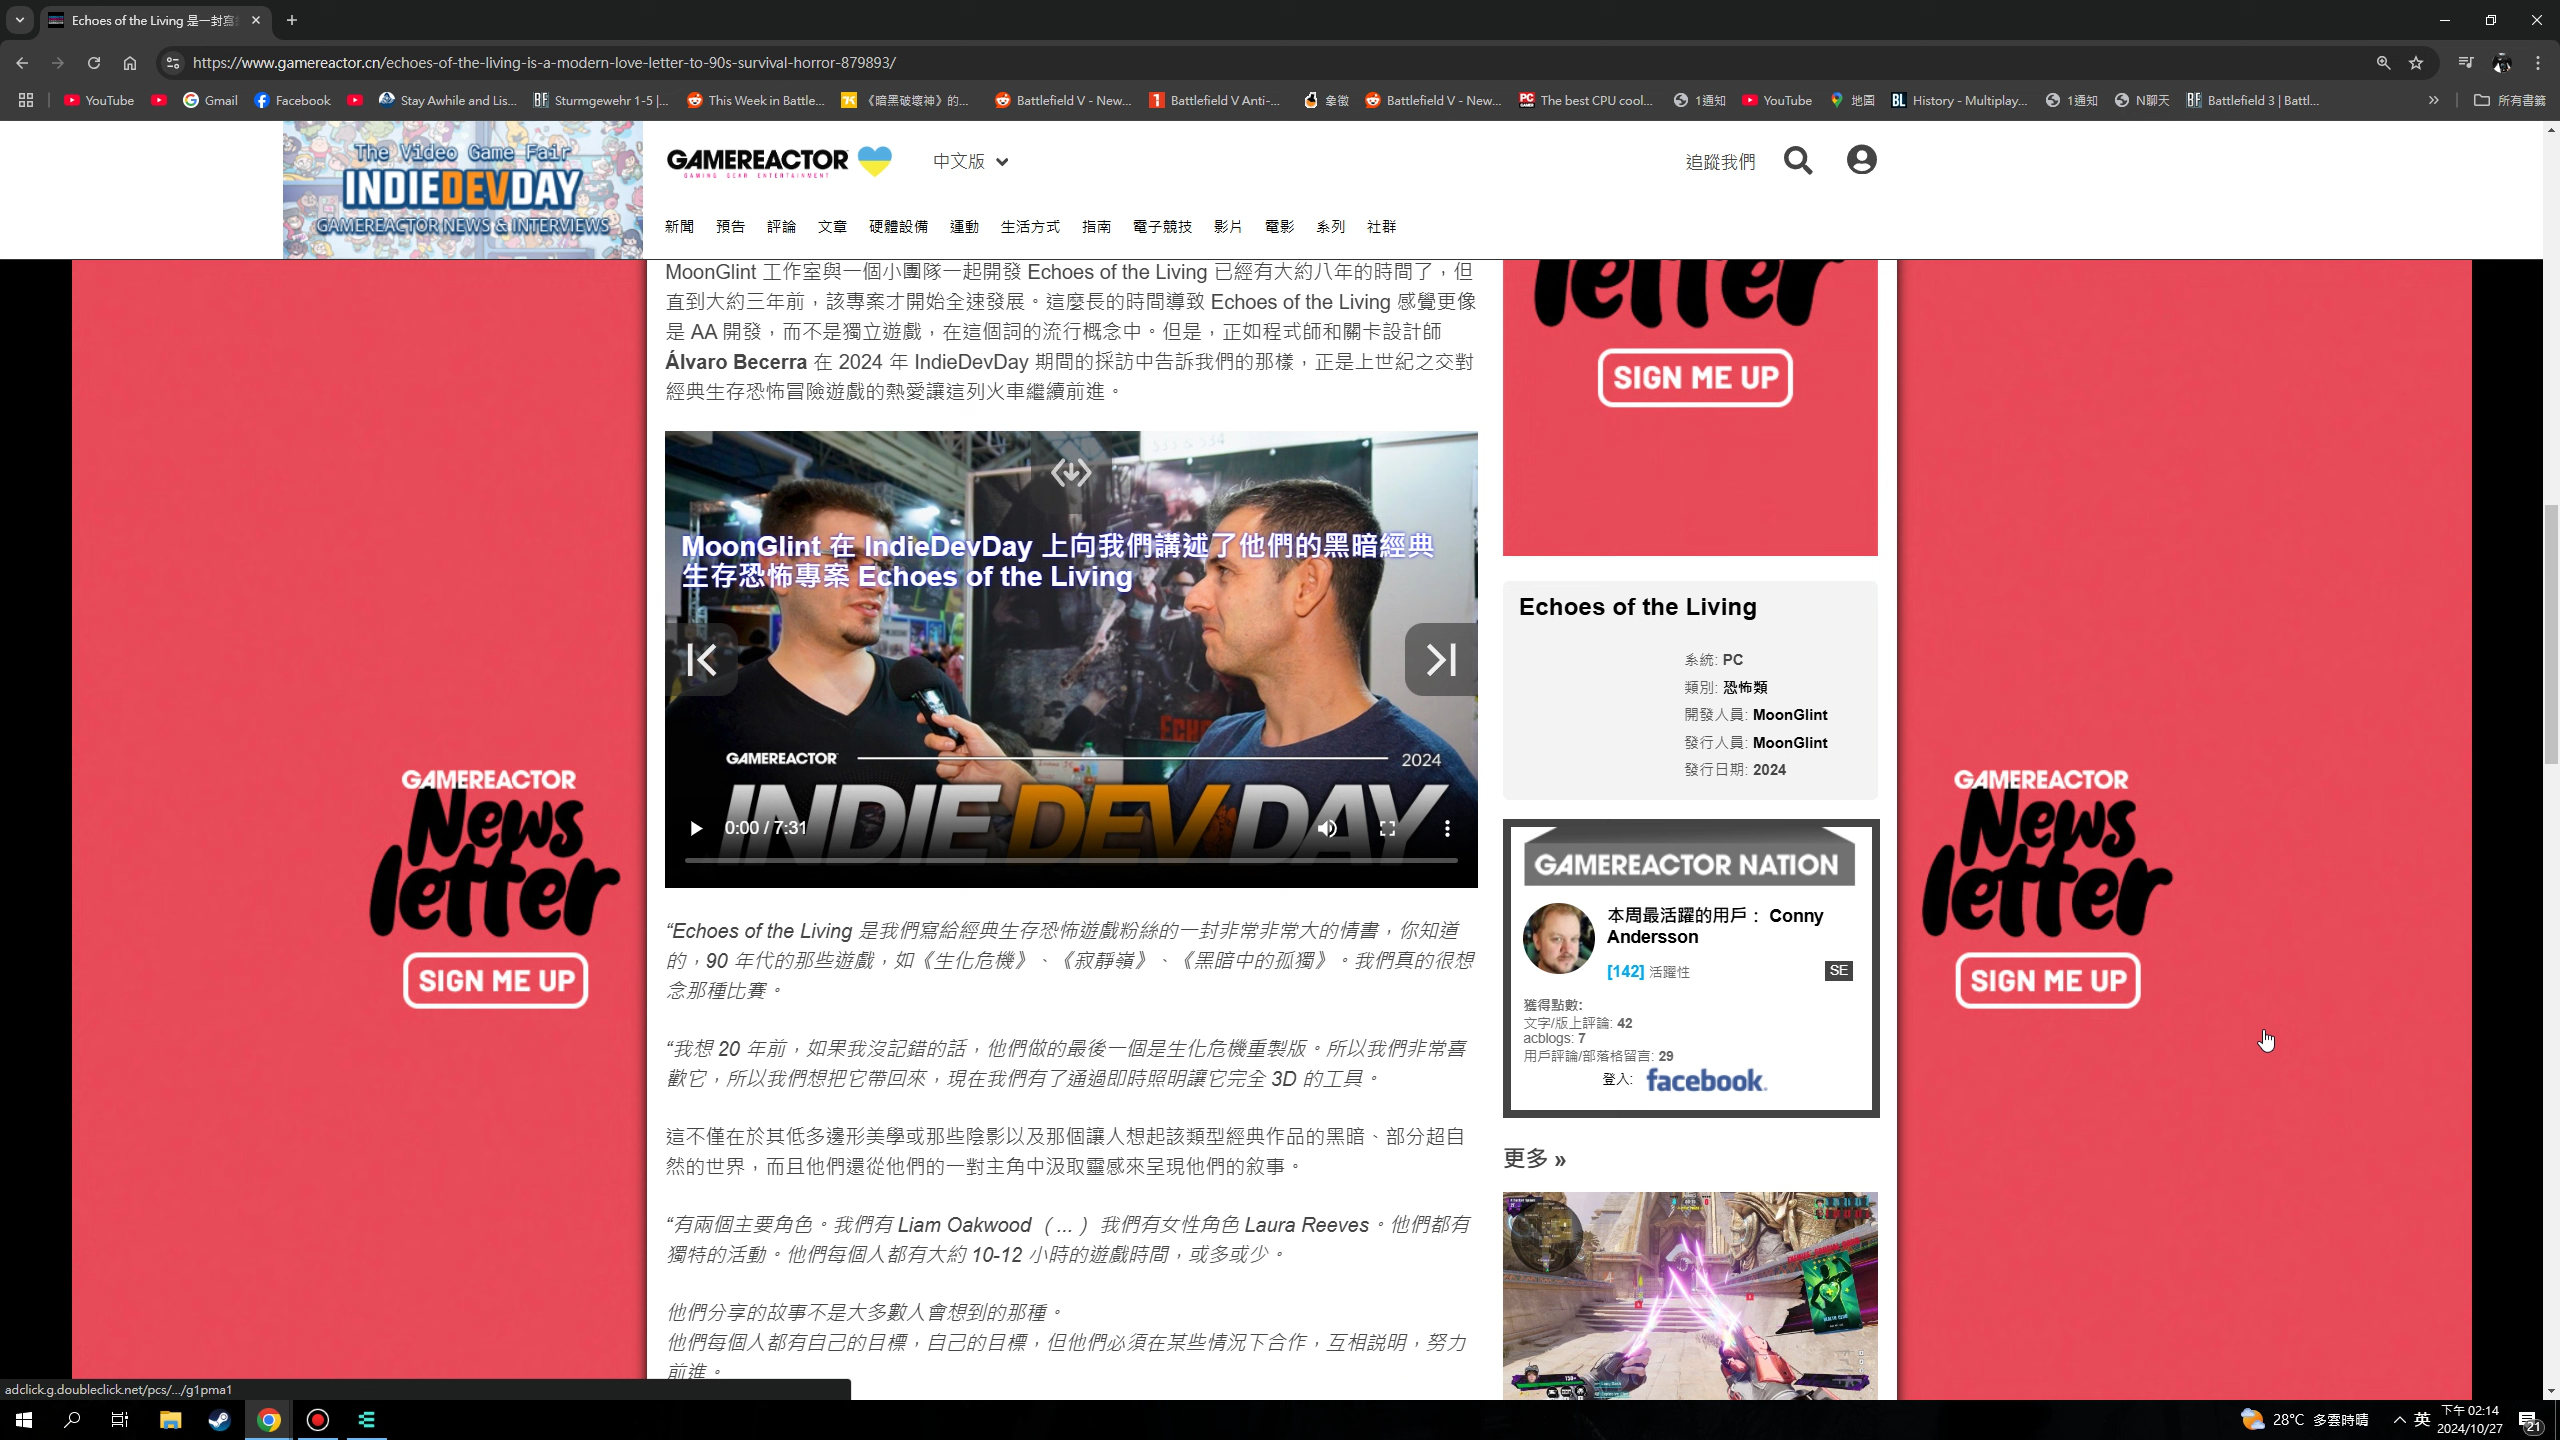 Echoes of the Living 是一封寫
https://www.gamereactor.cn/echoes-of-the-living-is-a-modern-love-letter-to-90s-survival-horror-879893/
YouTube
Gmail
Facebook
Stay Awhile and Lis...
Sturmgewehr 1-5 |...
This Week in Battle...
《暗黑破壞神》的...
Battlefield V - New...
Battlefield V Anti-...
象徵
Battlefield V - New...
The best CPU cool...
1通知
YouTube
地圖
History - Multiplay...
1通知
N聊天
Battlefield 3 | Battl...
所有書籤
The Video Game Fair
INDIEDEVDAY
GAMEREACTOR NEWS & INTERVIEWS
GAMEREACTOR
GAMING GEAR ENTERTAINMENT
中文版
追蹤我們
新聞 預告 評論 文章 硬體設備 運動 生活方式 指南 電子競技 影片 電影 系列 社群
MoonGlint 工作室與一個小團隊一起開發 Echoes of the Living 已經有大約八年的時間了，但
直到大約三年前，該專案才開始全速發展。這麼長的時間導致 Echoes of the Living 感覺更像
是 AA 開發，而不是獨立遊戲，在這個詞的流行概念中。但是，正如程式師和關卡設計師
Álvaro Becerra 在 2024 年 IndieDevDay 期間的採訪中告訴我們的那樣，正是上世紀之交對
經典生存恐怖冒險遊戲的熱愛讓這列火車繼續前進。
MoonGlint 在 IndieDevDay 上向我們講述了他們的黑暗經典
生存恐怖專案 Echoes of the Living
GAMEREACTOR
2024
INDIE DEV DAY
0:00 / 7:31
“Echoes of the Living 是我們寫給經典生存恐怖遊戲粉絲的一封非常非常大的情書，你知道
的，90 年代的那些遊戲，如《生化危機》、《寂靜嶺》、《黑暗中的孤獨》。我們真的很想
念那種比賽。
“我想 20 年前，如果我沒記錯的話，他們做的最後一個是生化危機重製版。所以我們非常喜
歡它，所以我們想把它帶回來，現在我們有了通過即時照明讓它完全 3D 的工具。
這不僅在於其低多邊形美學或那些陰影以及那個讓人想起該類型經典作品的黑暗、部分超自
然的世界，而且他們還從他們的一對主角中汲取靈感來呈現他們的敘事。
“有兩個主要角色。我們有 Liam Oakwood （...） 我們有女性角色 Laura Reeves。他們都有
獨特的活動。他們每個人都有大約 10-12 小時的遊戲時間，或多或少。
他們分享的故事不是大多數人會想到的那種。
他們每個人都有自己的目標，自己的目標，但他們必須在某些情況下合作，互相説明，努力
前進。
letter
SIGN ME UP
Echoes of the Living
系統: PC
類別: 恐怖類
開發人員: MoonGlint
發行人員: MoonGlint
發行日期: 2024
GAMEREACTOR NATION
本周最活躍的用戶： Conny
Andersson
[142] 活躍性
SE
獲得點數:
文字/版上評論: 42
acblogs: 7
用戶評論/部落格留言: 29
登入: facebook
更多 »
GAMEREACTOR
News
letter
SIGN ME UP
GAMEREACTOR
News
letter
SIGN ME UP
adclick.g.doubleclick.net/pcs/.../g1pma1
28°C 多雲時晴
英
下午 02:14
2024/10/27
21